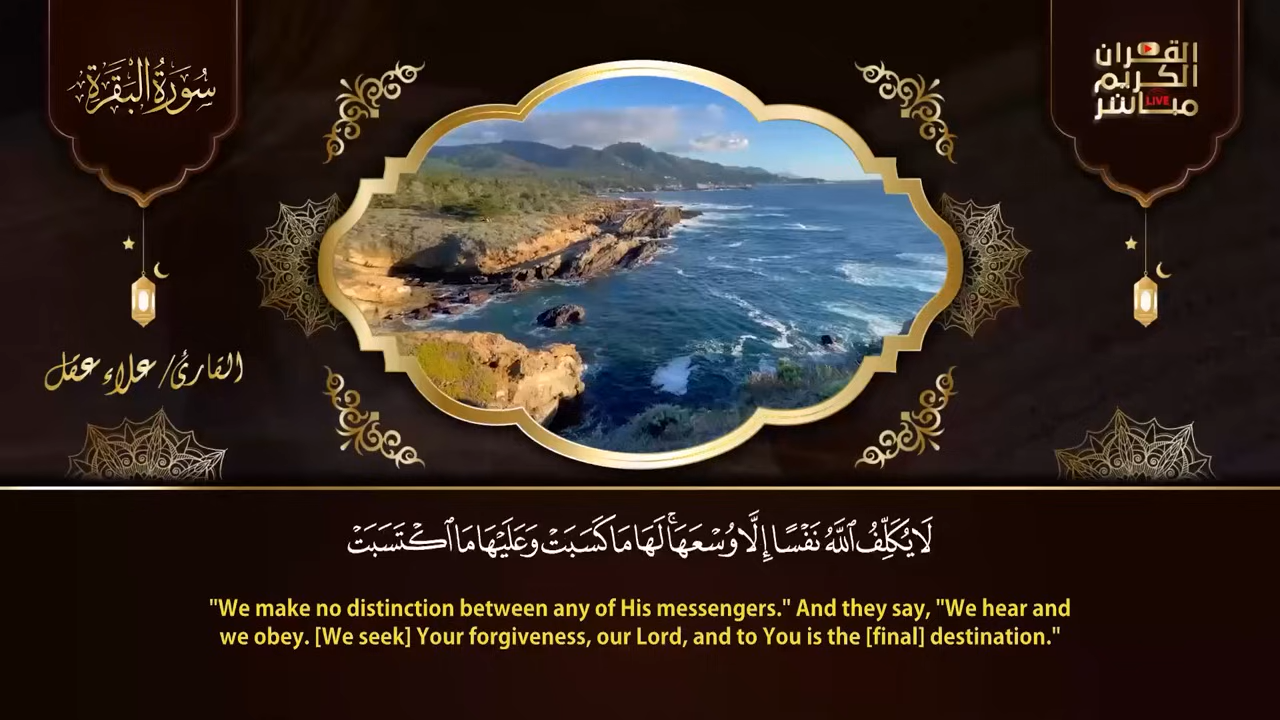 سُورَةُ البَقَرَةِ
القرآن
الكريم
مباشر
LIVE
القارئ/ علاء عقل
لَا يُكَلِّفُ ٱللَّهُ نَفْسًا إِلَّا وُسْعَهَاۚ لَهَا مَا كَسَبَتْ وَعَلَيْهَا مَا ٱكْتَسَبَتْ
"We make no distinction between any of His messengers." And they say, "We hear and
we obey. [We seek] Your forgiveness, our Lord, and to You is the [final] destination."